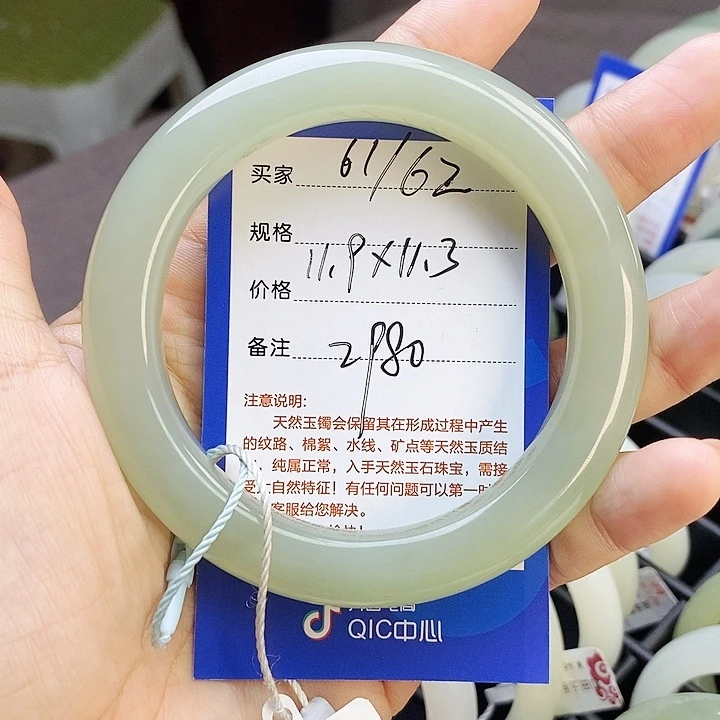 买家 61/62
规格
11.9×11.3
价格
备注 2980
注意说明:
天然玉镯会保留其在形成过程中产生
的纹路、棉絮、水线、矿点等天然玉质结
纯属正常，入手天然玉石珠宝，需接
受大自然特征！有任何问题可以第一时
客服给您解决。
QIC中心